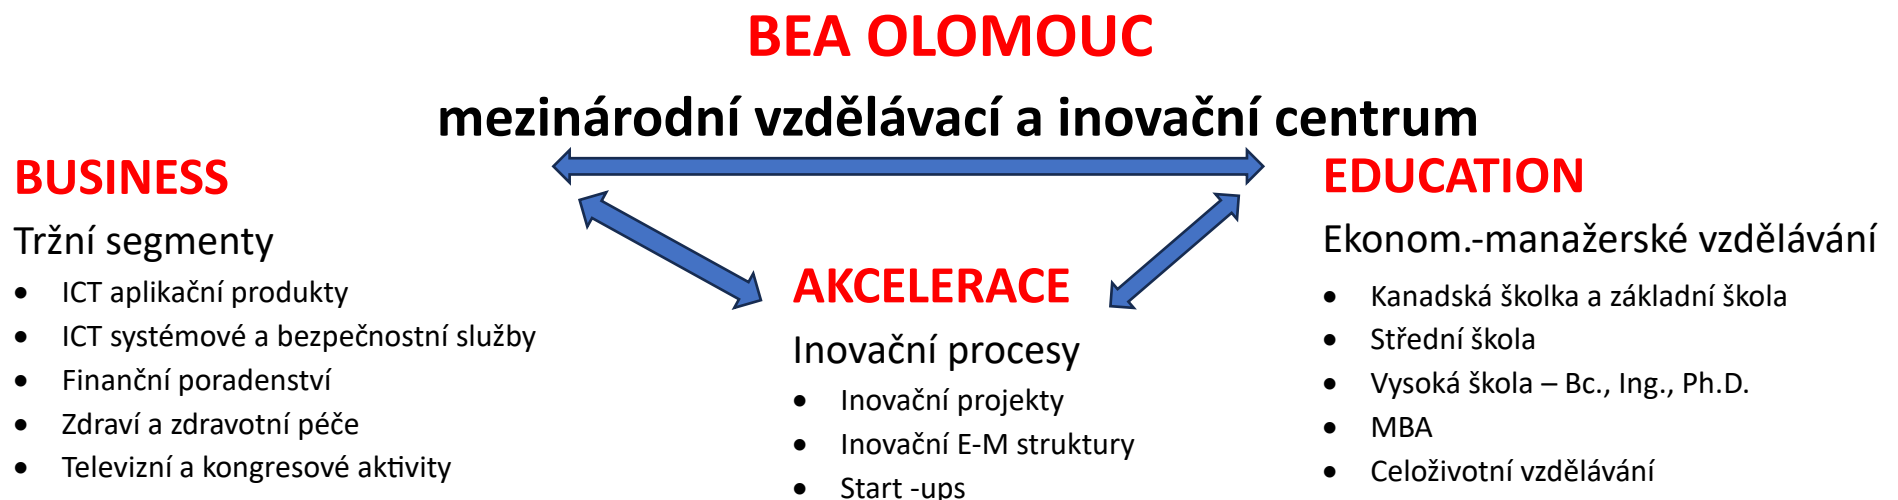 BEA OLOMOUC
mezinárodní vzdělávací a inovační centrum
BUSINESS
Tržní segmenty
• ICT aplikační produkty
• ICT systémové a bezpečnostní služby
• Finanční poradenství
• Zdraví a zdravotní péče
• Televizní a kongresové aktivity
AKCELERACE
Inovační procesy
• Inovační projekty
• Inovační E-M struktury
• Start -ups
EDUCATION
Ekonom.-manažerské vzdělávání
• Kanadská školka a základní škola
• Střední škola
• Vysoká škola – Bc., Ing., Ph.D.
• MBA
• Celoživotní vzdělávání